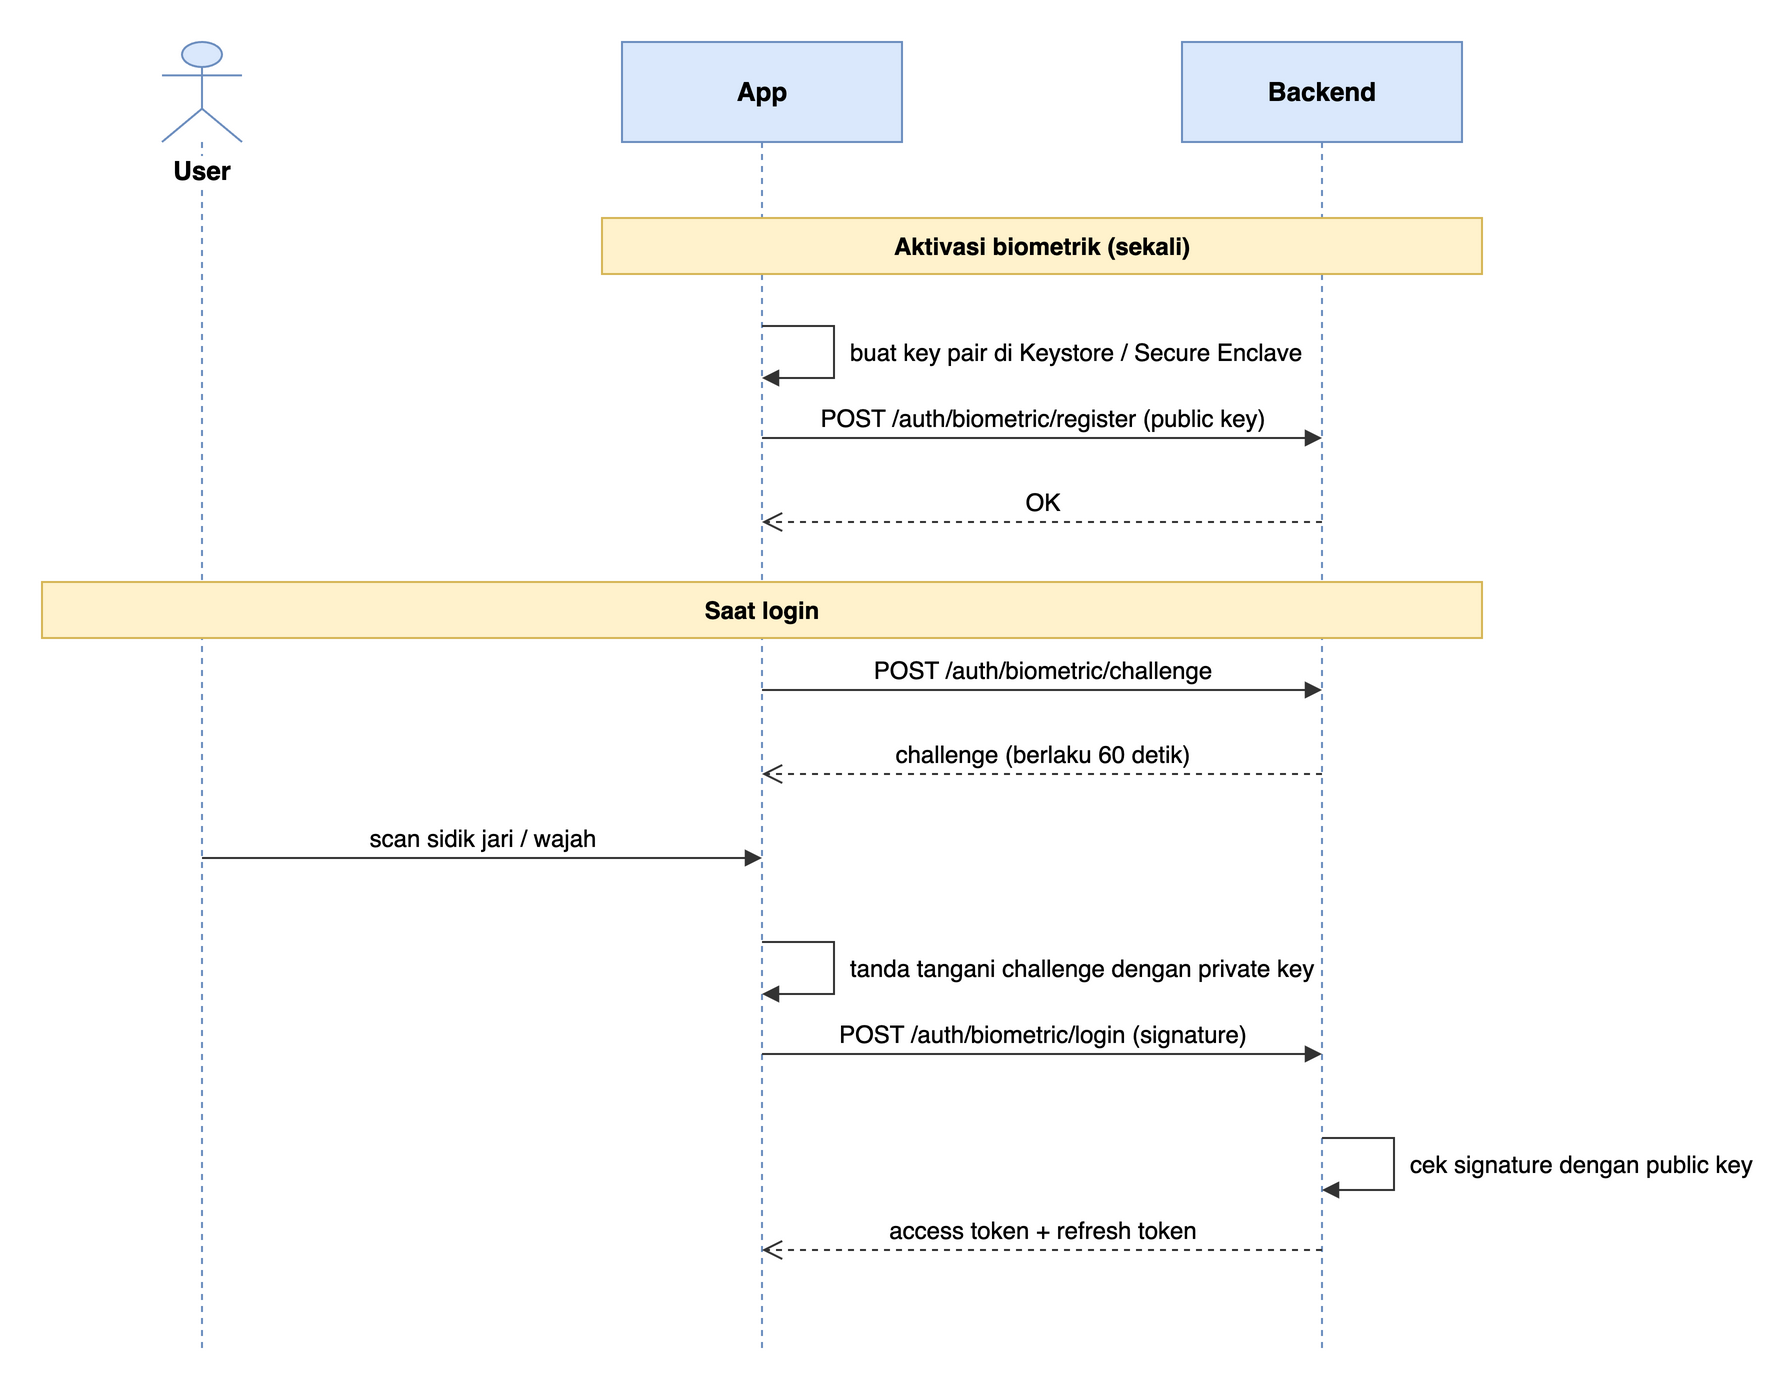 App
Backend
User
Aktivasi biometrik (sekali)
buat key pair di Keystore / Secure Enclave
POST /auth/biometric/register (public key)
OK
Saat login
POST /auth/biometric/challenge
challenge (berlaku 60 detik)
scan sidik jari / wajah
tanda tangani challenge dengan private key
POST /auth/biometric/login (signature)
cek signature dengan public key
access token + refresh token